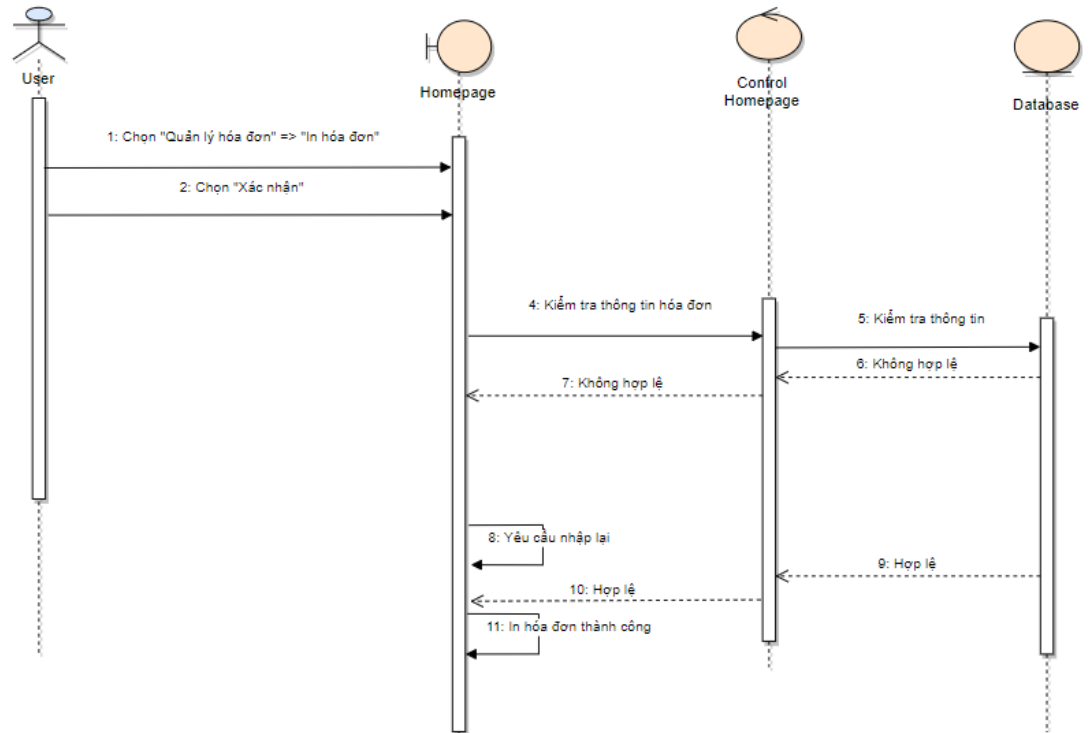 User
Homepage
Control
Homepage
Database
1: Chọn "Quản lý hóa đơn" => "In hóa đơn"
2: Chọn "Xác nhận"
4: Kiểm tra thông tin hóa đơn
5: Kiểm tra thông tin
6: Không hợp lệ
7: Không hợp lệ
8: Yêu cầu nhập lại
9: Hợp lệ
10: Hợp lệ
11: In hóa đơn thành công